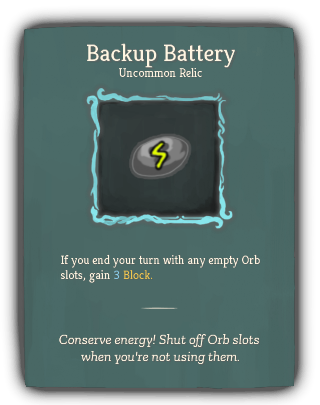 Backup Battery
Uncommon Relic
If you end your turn with any empty Orb
slots, gain 3 Block.
Conserve energy! Shut off Orb slots
when you're not using them.